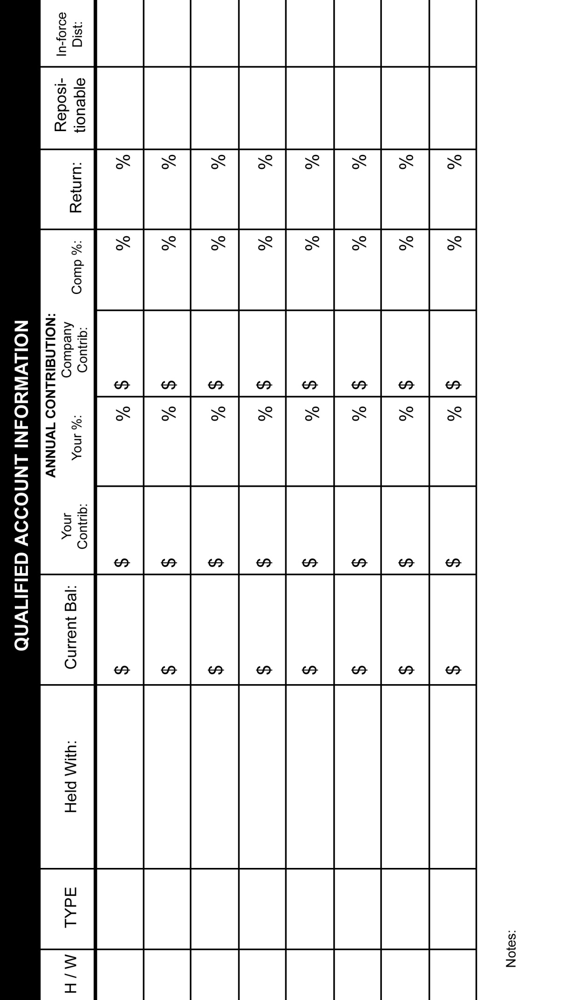 QUALIFIED ACCOUNT INFORMATION
ANNUAL CONTRIBUTION:
H / W TYPE Held With: Current Bal: Your Contrib: Your %: Company Contrib: Comp %: Return: Reposi-tionable In-force Dist:
$ $ % $ % %
$ $ % $ % %
$ $ % $ % %
$ $ % $ % %
$ $ % $ % %
$ $ % $ % %
$ $ % $ % %
$ $ % $ % %
Notes: